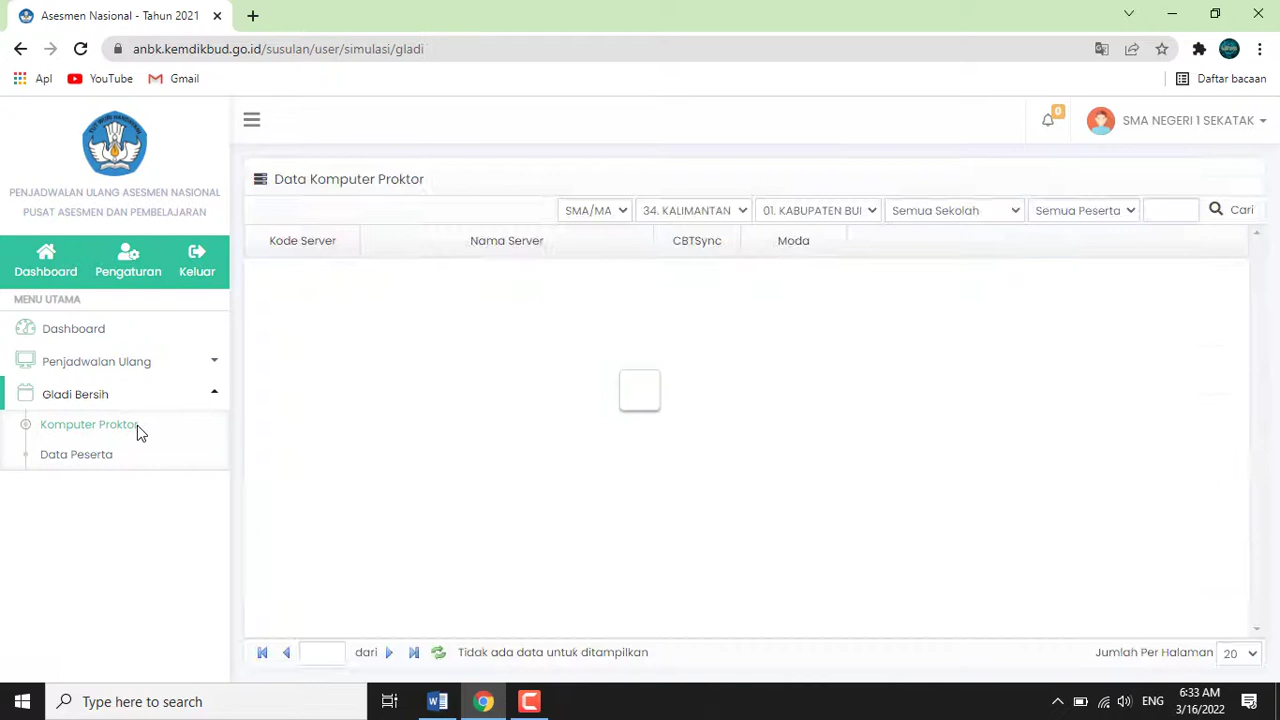 Asesmen Nasional - Tahun 2021
anbk.kemdikbud.go.id/susulan/user/simulasi/gladi
Apl YouTube Gmail Daftar bacaan
PENJADWALAN ULANG ASESMEN NASIONAL
PUSAT ASESMEN DAN PEMBELAJARAN
0 SMA NEGERI 1 SEKATAK
Data Komputer Proktor
SMA/MA 34. KALIMANTAN 01. KABUPATEN BUI Semua Sekolah Semua Peserta Cari
Kode Server Nama Server CBTSync Moda
Dashboard Pengaturan Keluar
MENU UTAMA
Dashboard
Penjadwalan Ulang
Gladi Bersih
Komputer Proktor
Data Peserta
dari Tidak ada data untuk ditampilkan Jumlah Per Halaman 20
Type here to search ENG 6:33 AM
3/16/2022